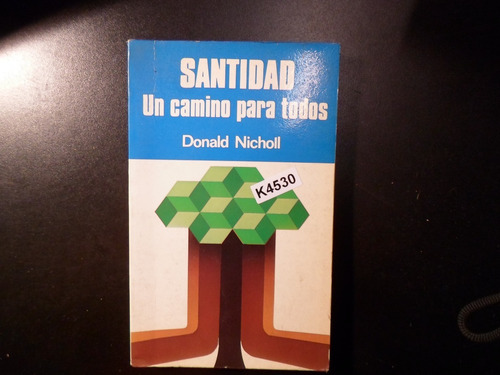 SANTIDAD
Un camino para todos
Donald Nicholl
K4530